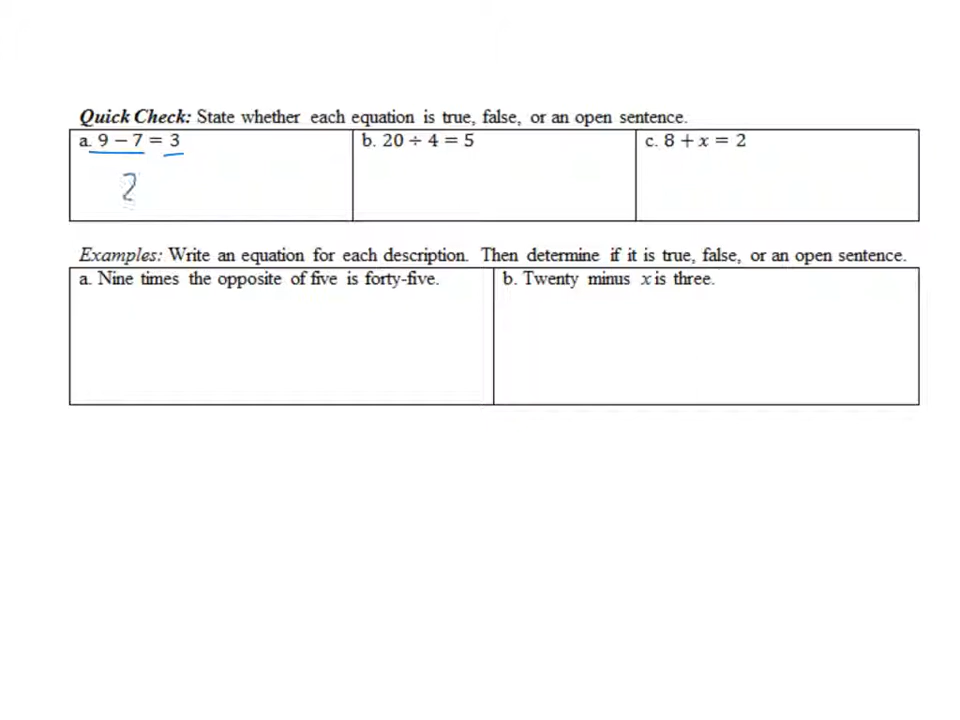 Quick Check: State whether each equation is true, false, or an open sentence.
a. 9 − 7 = 3
b. 20 ÷ 4 = 5
c. 8 + x = 2
2
Examples: Write an equation for each description. Then determine if it is true, false, or an open sentence.
a. Nine times the opposite of five is forty-five.
b. Twenty minus x is three.